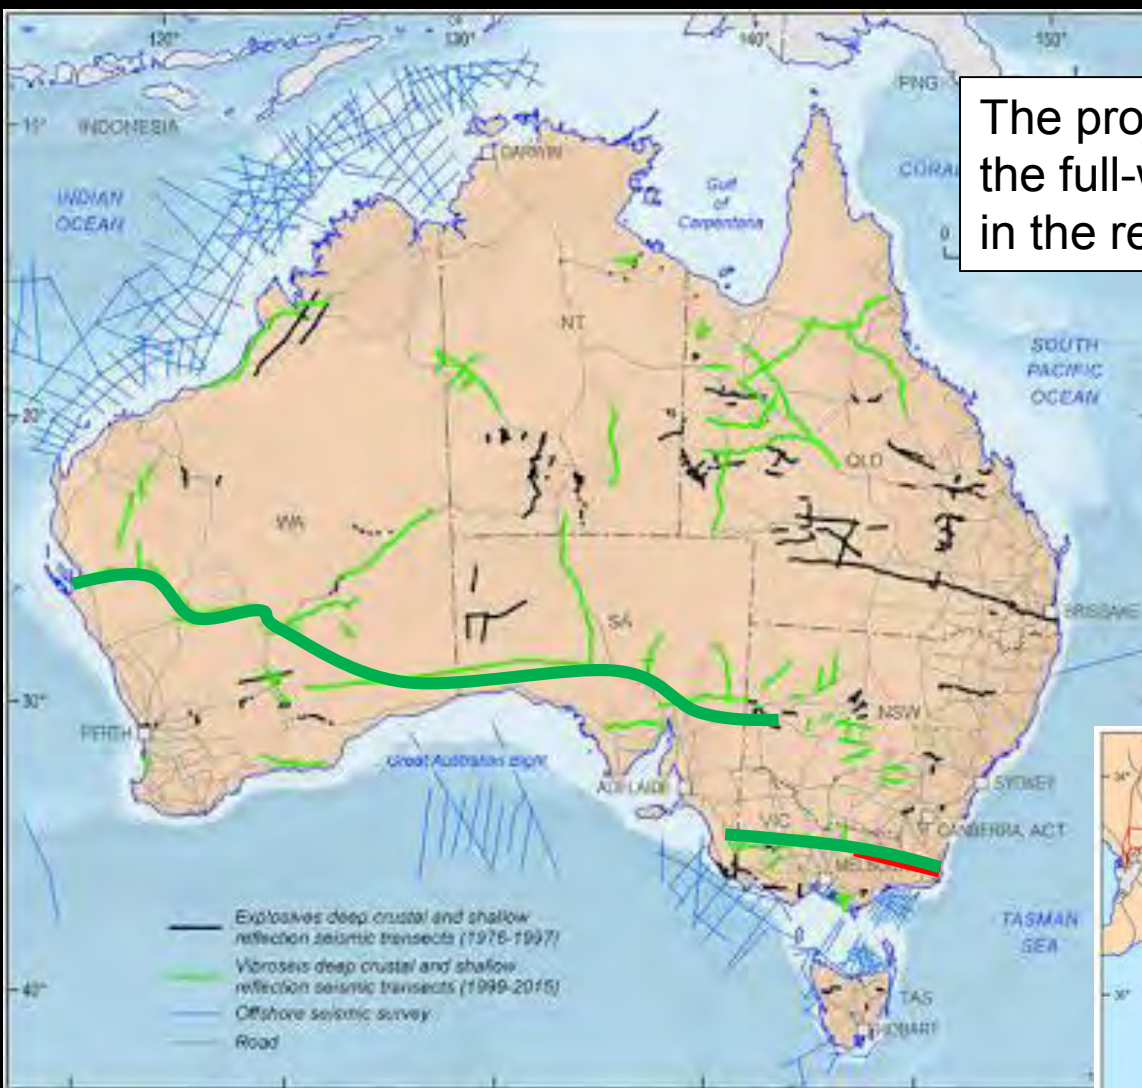 120°
130°
140°
150°
PNG
The pro
the full-v
in the re
INDONESIA
DARWIN
INDIAN
OCEAN
Gulf
of
Carpentaria
0
NT
SOUTH
PACIFIC
OCEAN
20°
QLD
WA
BRISBANE
SA
30°
NSW
PERTH
Great Australian Bight
ADELAIDE
SYDNEY
VIC
CANBERRA, ACT
Explosives deep crustal and shallow
reflection seismic transects (1976-1997)
TASMAN
SEA
Vibroseis deep crustal and shallow
reflection seismic transects (1999-2015)
40°
TAS
Offshore seismic survey
HOBART
Road